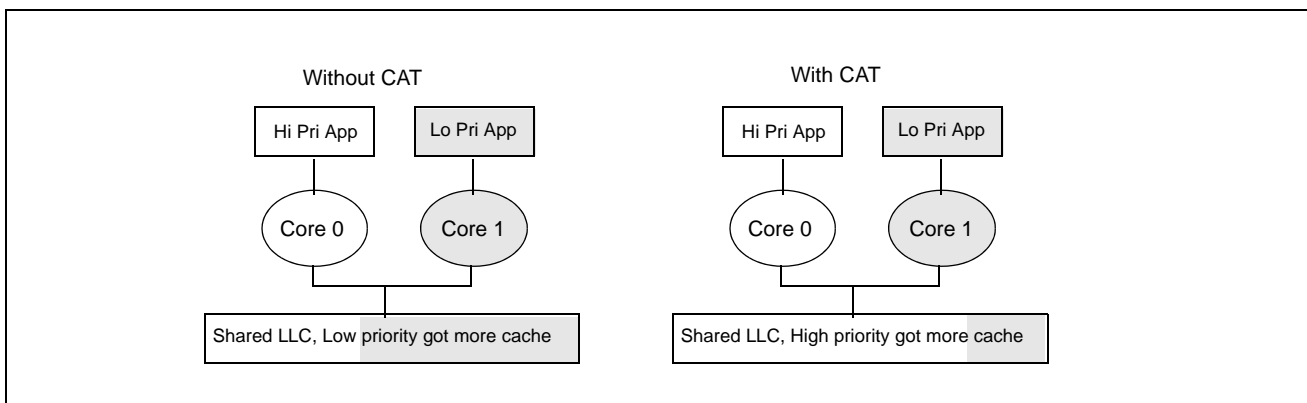 Without CAT
Hi Pri App
Lo Pri App
Core 0
Core 1
Shared LLC, Low priority got more cache
With CAT
Hi Pri App
Lo Pri App
Core 0
Core 1
Shared LLC, High priority got more cache